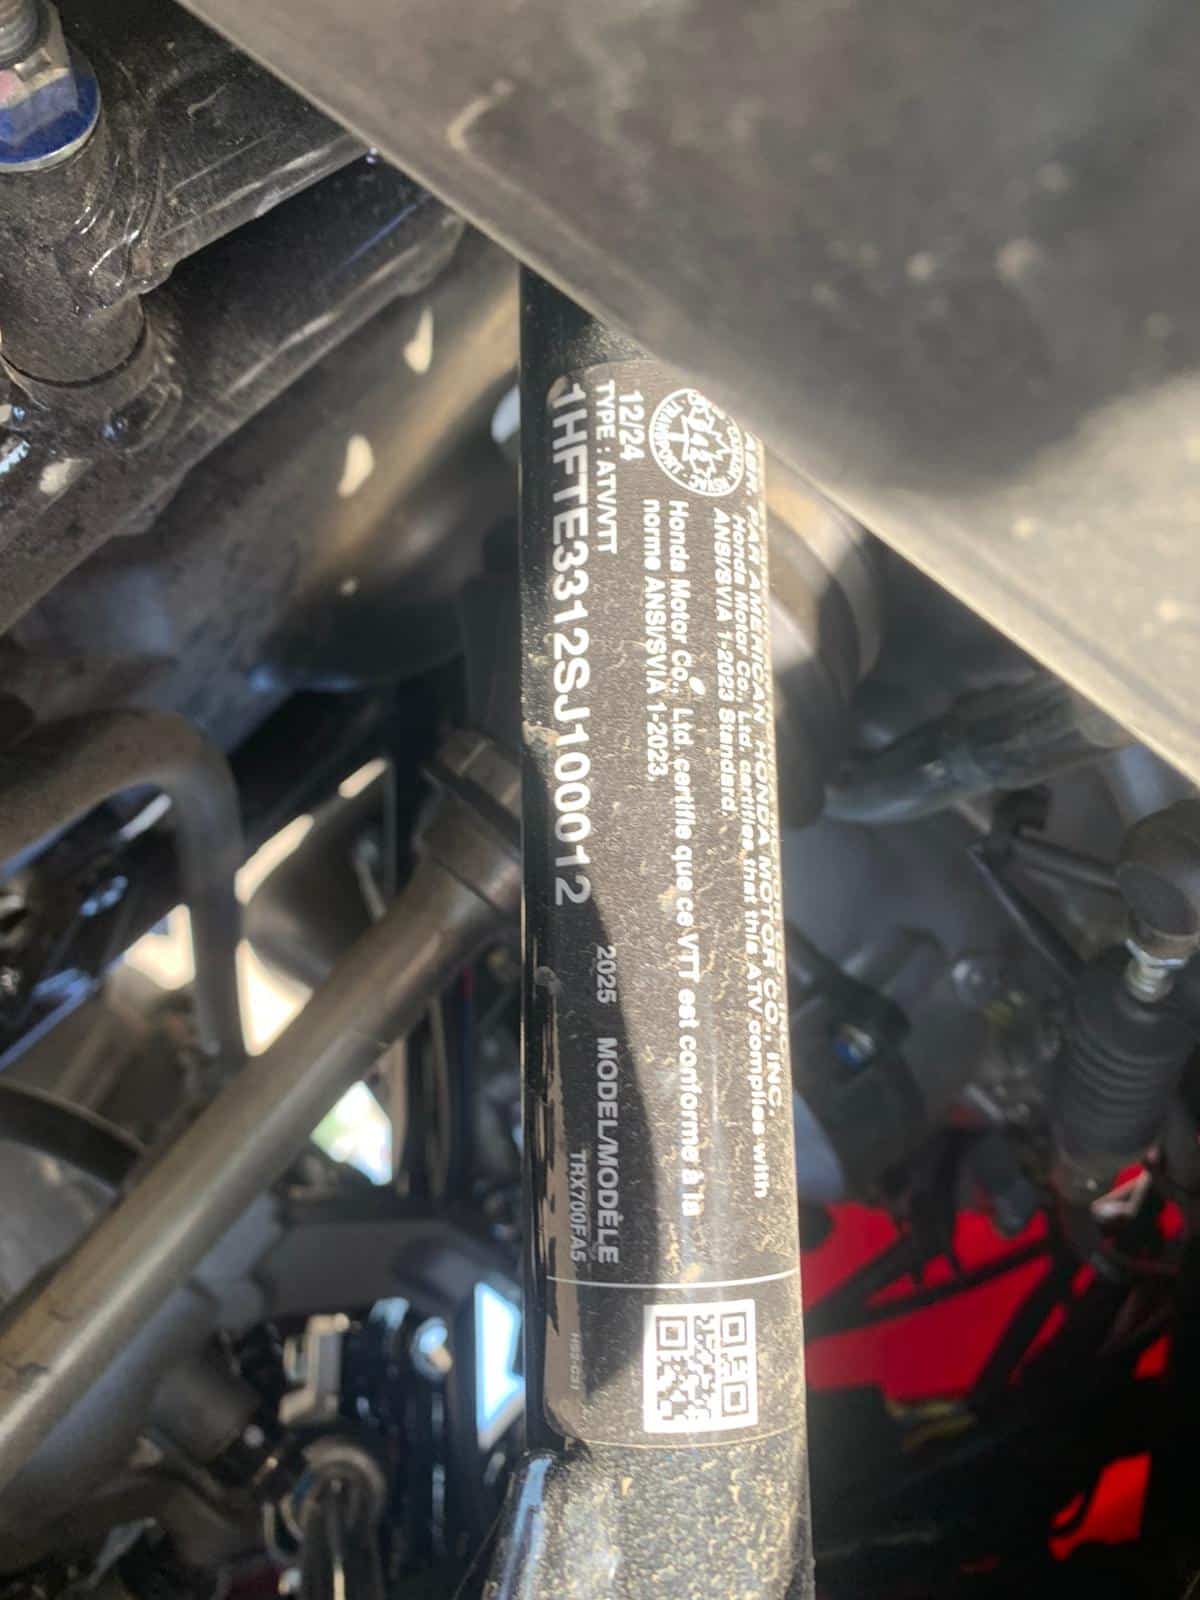 PAR AMERICAN HONDA MOTOR CO., INC.
Honda Motor Co., Ltd. certifies that this ATV complies with
ANSI/SVIA 1-2023 Standard.
Honda Motor Co., Ltd. certifie que ce VTT est conforme à la
norme ANSI/SVIA 1-2023.
12/24
TYPE : ATV/VTT
2025 MODEL/MODÈLE
1HFTE3312SJ100012
TRX700FA5